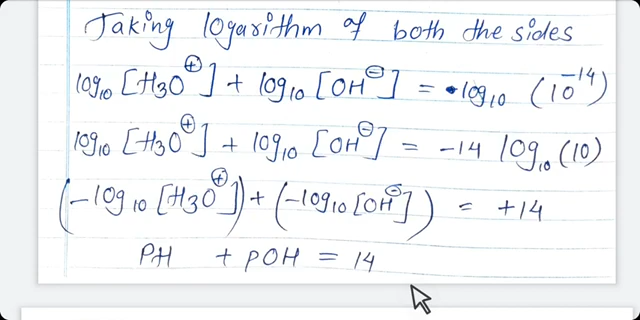 Taking logarithm of both the sides
log₁₀ [H3O⊕] + log₁₀ [OH⊖] = log₁₀ (10⁻¹⁴)
log₁₀ [H3O⊕] + log₁₀ [OH⊖] = -14 log₁₀ (10)
(-log₁₀ [H3O⊕]) + (-log₁₀ [OH⊖]) = +14
PH + POH = 14